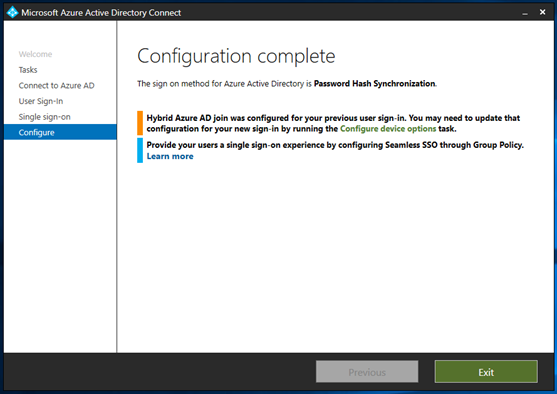 Microsoft Azure Active Directory Connect
Welcome
Tasks
Connect to Azure AD
User Sign-In
Single sign-on
Configure
Configuration complete
The sign on method for Azure Active Directory is Password Hash Synchronization.
Hybrid Azure AD join was configured for your previous user sign-in. You may need to update that
configuration for your new sign-in by running the Configure device options task.
Provide your users a single sign-on experience by configuring Seamless SSO through Group Policy.
Learn more
Previous
Exit